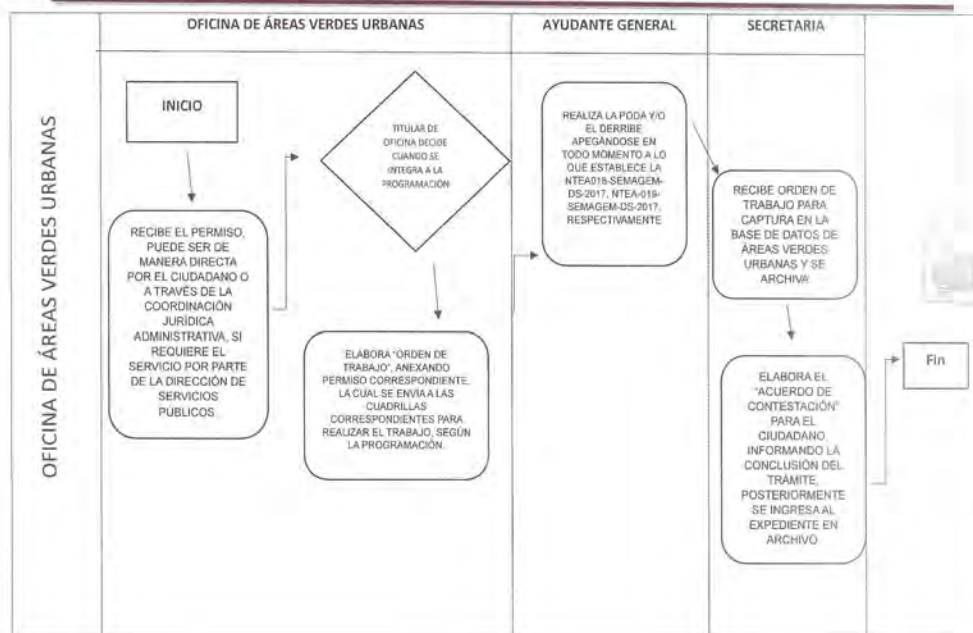 OFICINA DE ÁREAS VERDES URBANAS
AYUDANTE GENERAL
SECRETARIA
OFICINA DE ÁREAS VERDES URBANAS
INICIO
RECIBE EL PERMISO,
PUEDE SER DE
MANERA DIRECTA
POR EL CIUDADANO O
A TRAVÉS DE LA
COORDINACIÓN
JURÍDICA
ADMINISTRATIVA, SI
REQUIERE EL
SERVICIO POR PARTE
DE LA DIRECCIÓN DE
SERVICIOS
PÚBLICOS
TITULAR DE
OFICINA DECIDE
CUANDO SE
INTEGRA A LA
PROGRAMACIÓN
ELABORA "ORDEN DE
TRABAJO", ANEXANDO
PERMISO CORRESPONDIENTE,
LA CUAL SE ENVÍA A LAS
CUADRILLAS
CORRESPONDIENTES PARA
REALIZAR EL TRABAJO, SEGÚN
LA PROGRAMACIÓN.
REALIZA LA PODA Y/O
EL DERRIBE
APEGÁNDOSE EN
TODO MOMENTO A LO
QUE ESTABLECE LA
NTEA018-SEMAGEM-
DS-2017, NTEA-019-
SEMAGEM-DS-2017,
RESPECTIVAMENTE
RECIBE ORDEN DE
TRABAJO PARA
CAPTURA EN LA
BASE DE DATOS DE
ÁREAS VERDES
URBANAS Y SE
ARCHIVA
ELABORA EL
"ACUERDO DE
CONTESTACIÓN"
PARA EL
CIUDADANO,
INFORMANDO LA
CONCLUSIÓN DEL
TRÁMITE,
POSTERIORMENTE
SE INGRESA AL
EXPEDIENTE EN
ARCHIVO
Fin